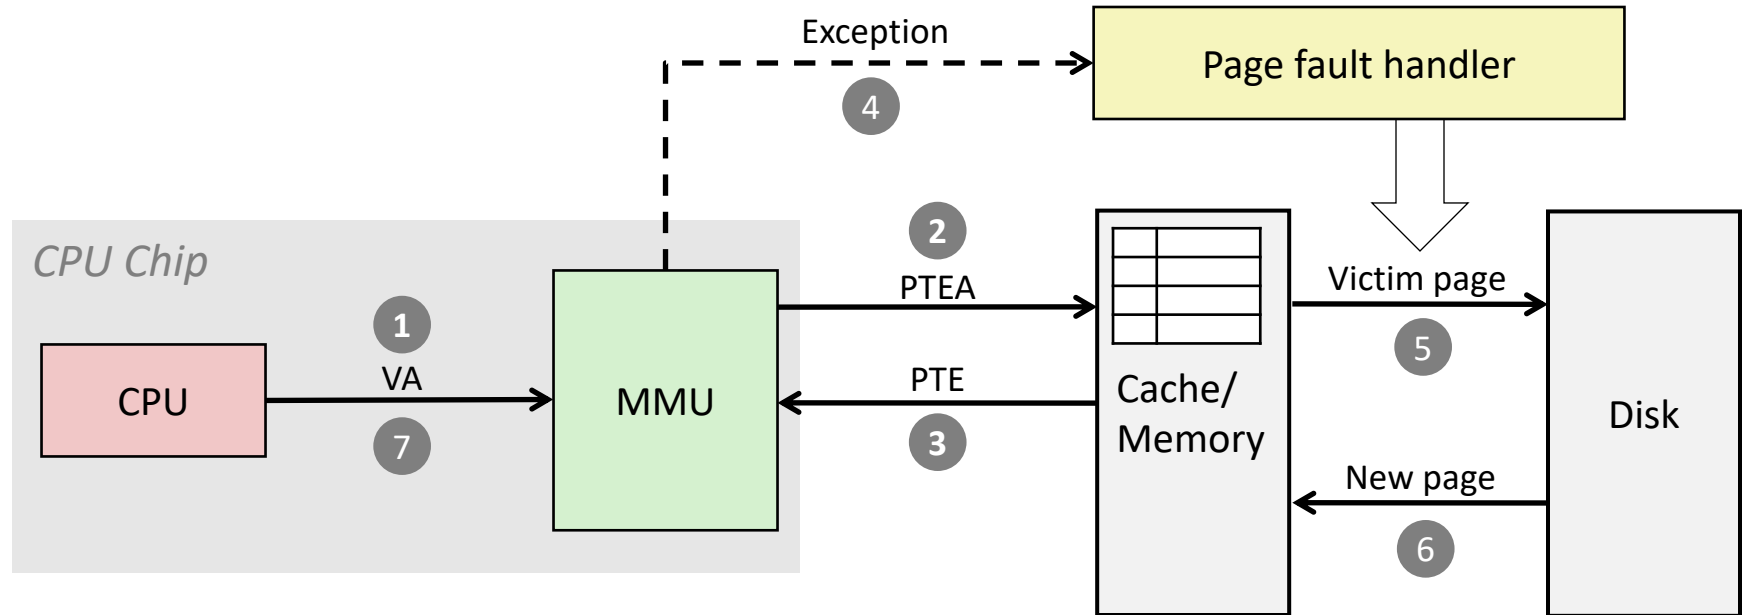 Exception
Page fault handler
4
2
CPU Chip
PTEA
Victim page
1
5
VA
PTE
CPU
MMU
Cache/
Memory
Disk
7
3
New page
6